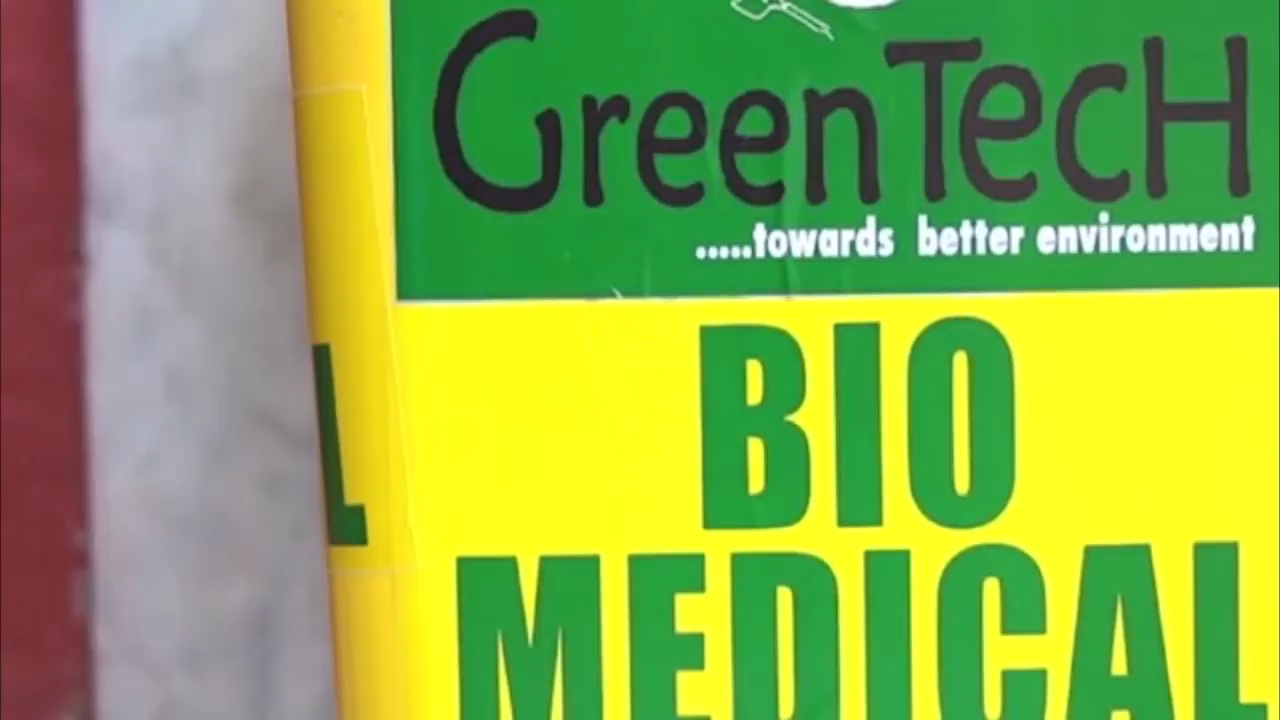 GreenTecH
.....towards better environment
BIO
MEDICAL
L